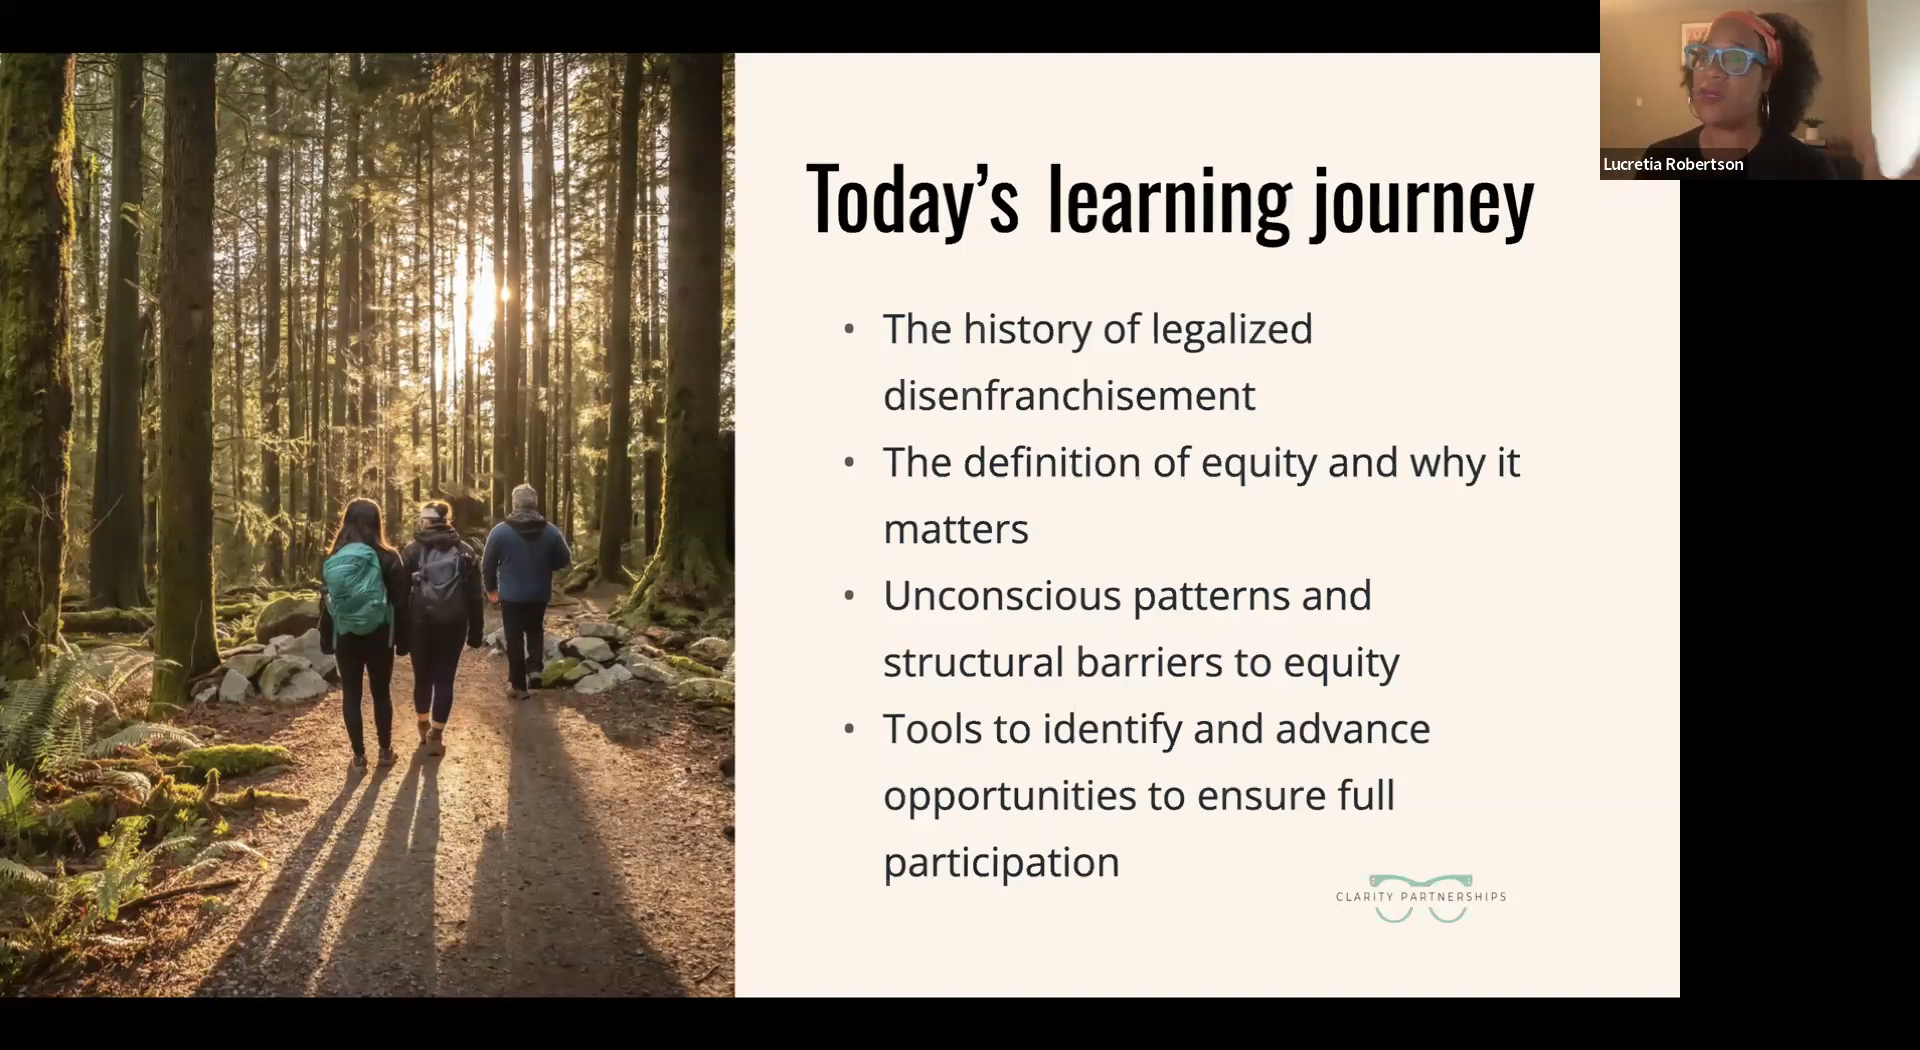 Lucretia Robertson
Today’s learning journey
• The history of legalized
disenfranchisement
• The definition of equity and why it
matters
• Unconscious patterns and
structural barriers to equity
• Tools to identify and advance
opportunities to ensure full
participation
CLARITY PARTNERSHIPS